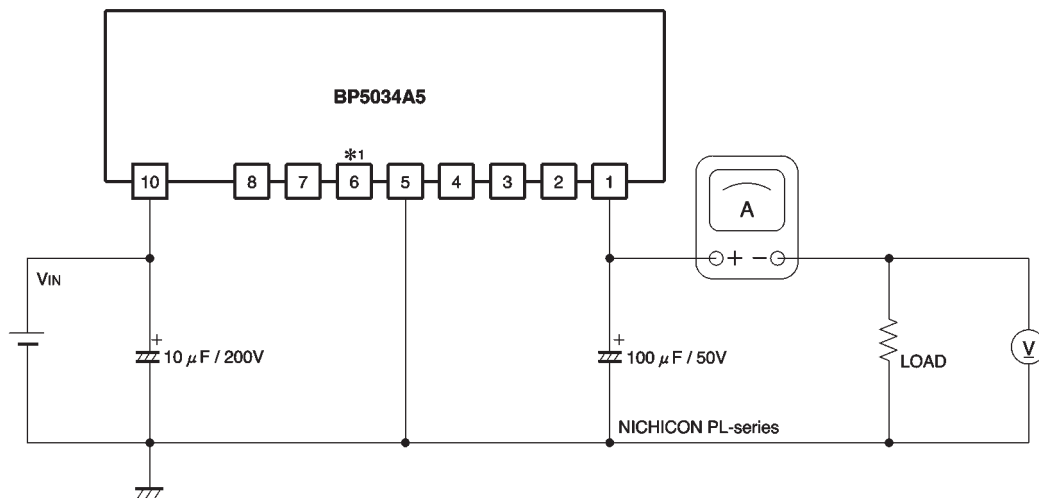 BP5034A5
*1
10 8 7 6 5 4 3 2 1
A
+ −
VIN
+
10 μF / 200V
+
100 μF / 50V
LOAD
V
NICHICON PL-series